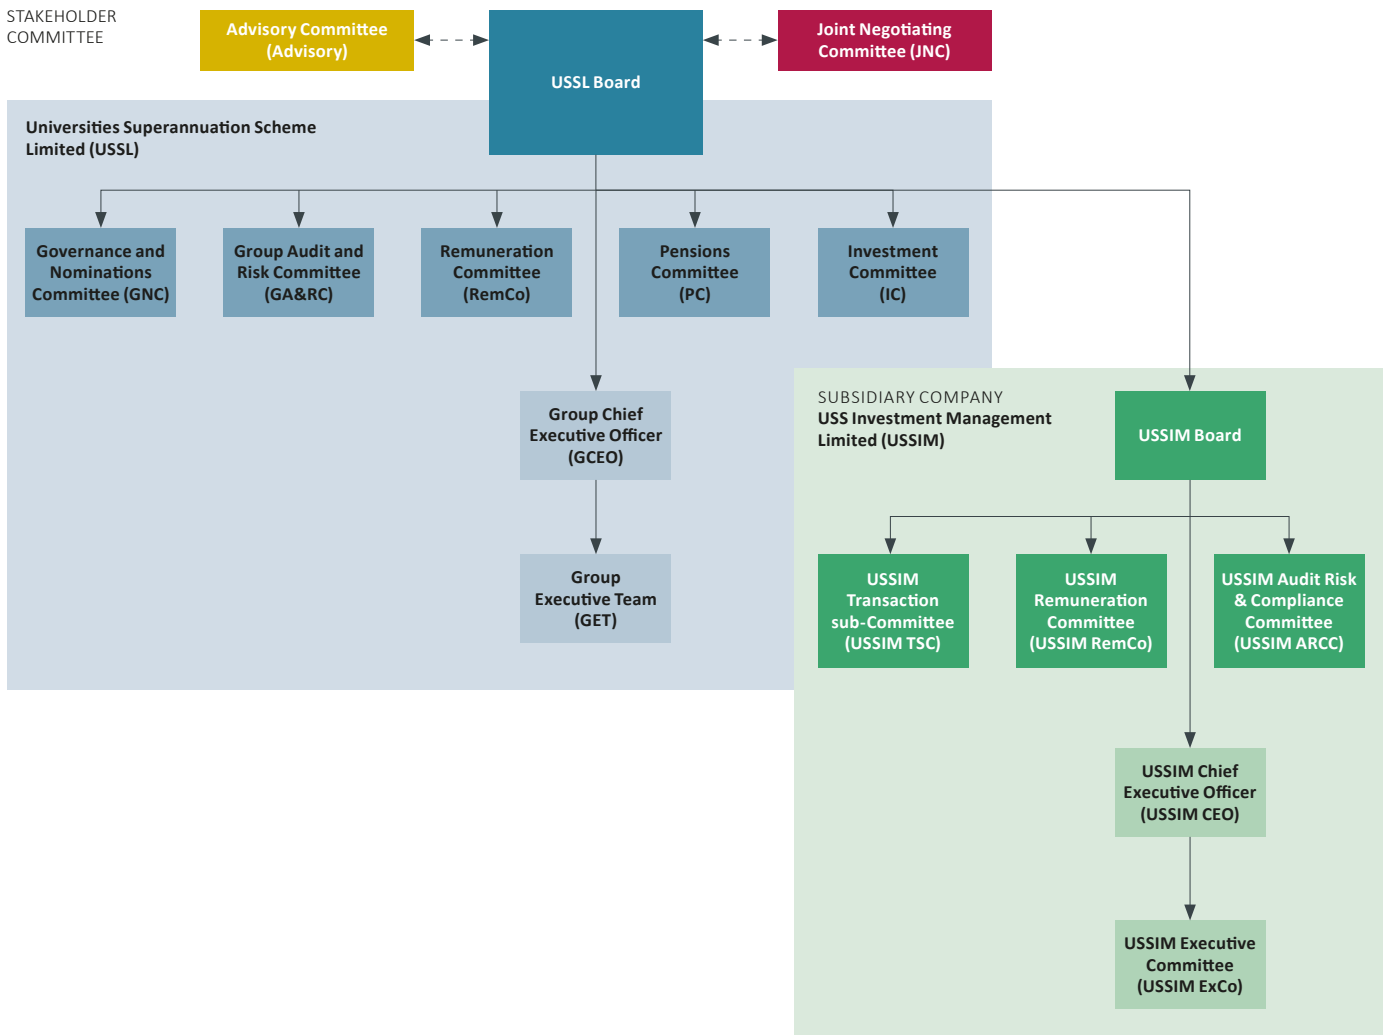 STAKEHOLDER
COMMITTEE
Advisory Committee
(Advisory)
USSL Board
Joint Negotiating
Committee (JNC)
Universities Superannuation Scheme
Limited (USSL)
Governance and
Nominations
Committee (GNC)
Group Audit and
Risk Committee
(GA&RC)
Remuneration
Committee
(RemCo)
Pensions
Committee
(PC)
Investment
Committee
(IC)
Group Chief
Executive Officer
(GCEO)
Group
Executive Team
(GET)
SUBSIDIARY COMPANY
USS Investment Management
Limited (USSIM)
USSIM Board
USSIM
Transaction
sub-Committee
(USSIM TSC)
USSIM
Remuneration
Committee
(USSIM RemCo)
USSIM Audit Risk
& Compliance
Committee
(USSIM ARCC)
USSIM Chief
Executive Officer
(USSIM CEO)
USSIM Executive
Committee
(USSIM ExCo)